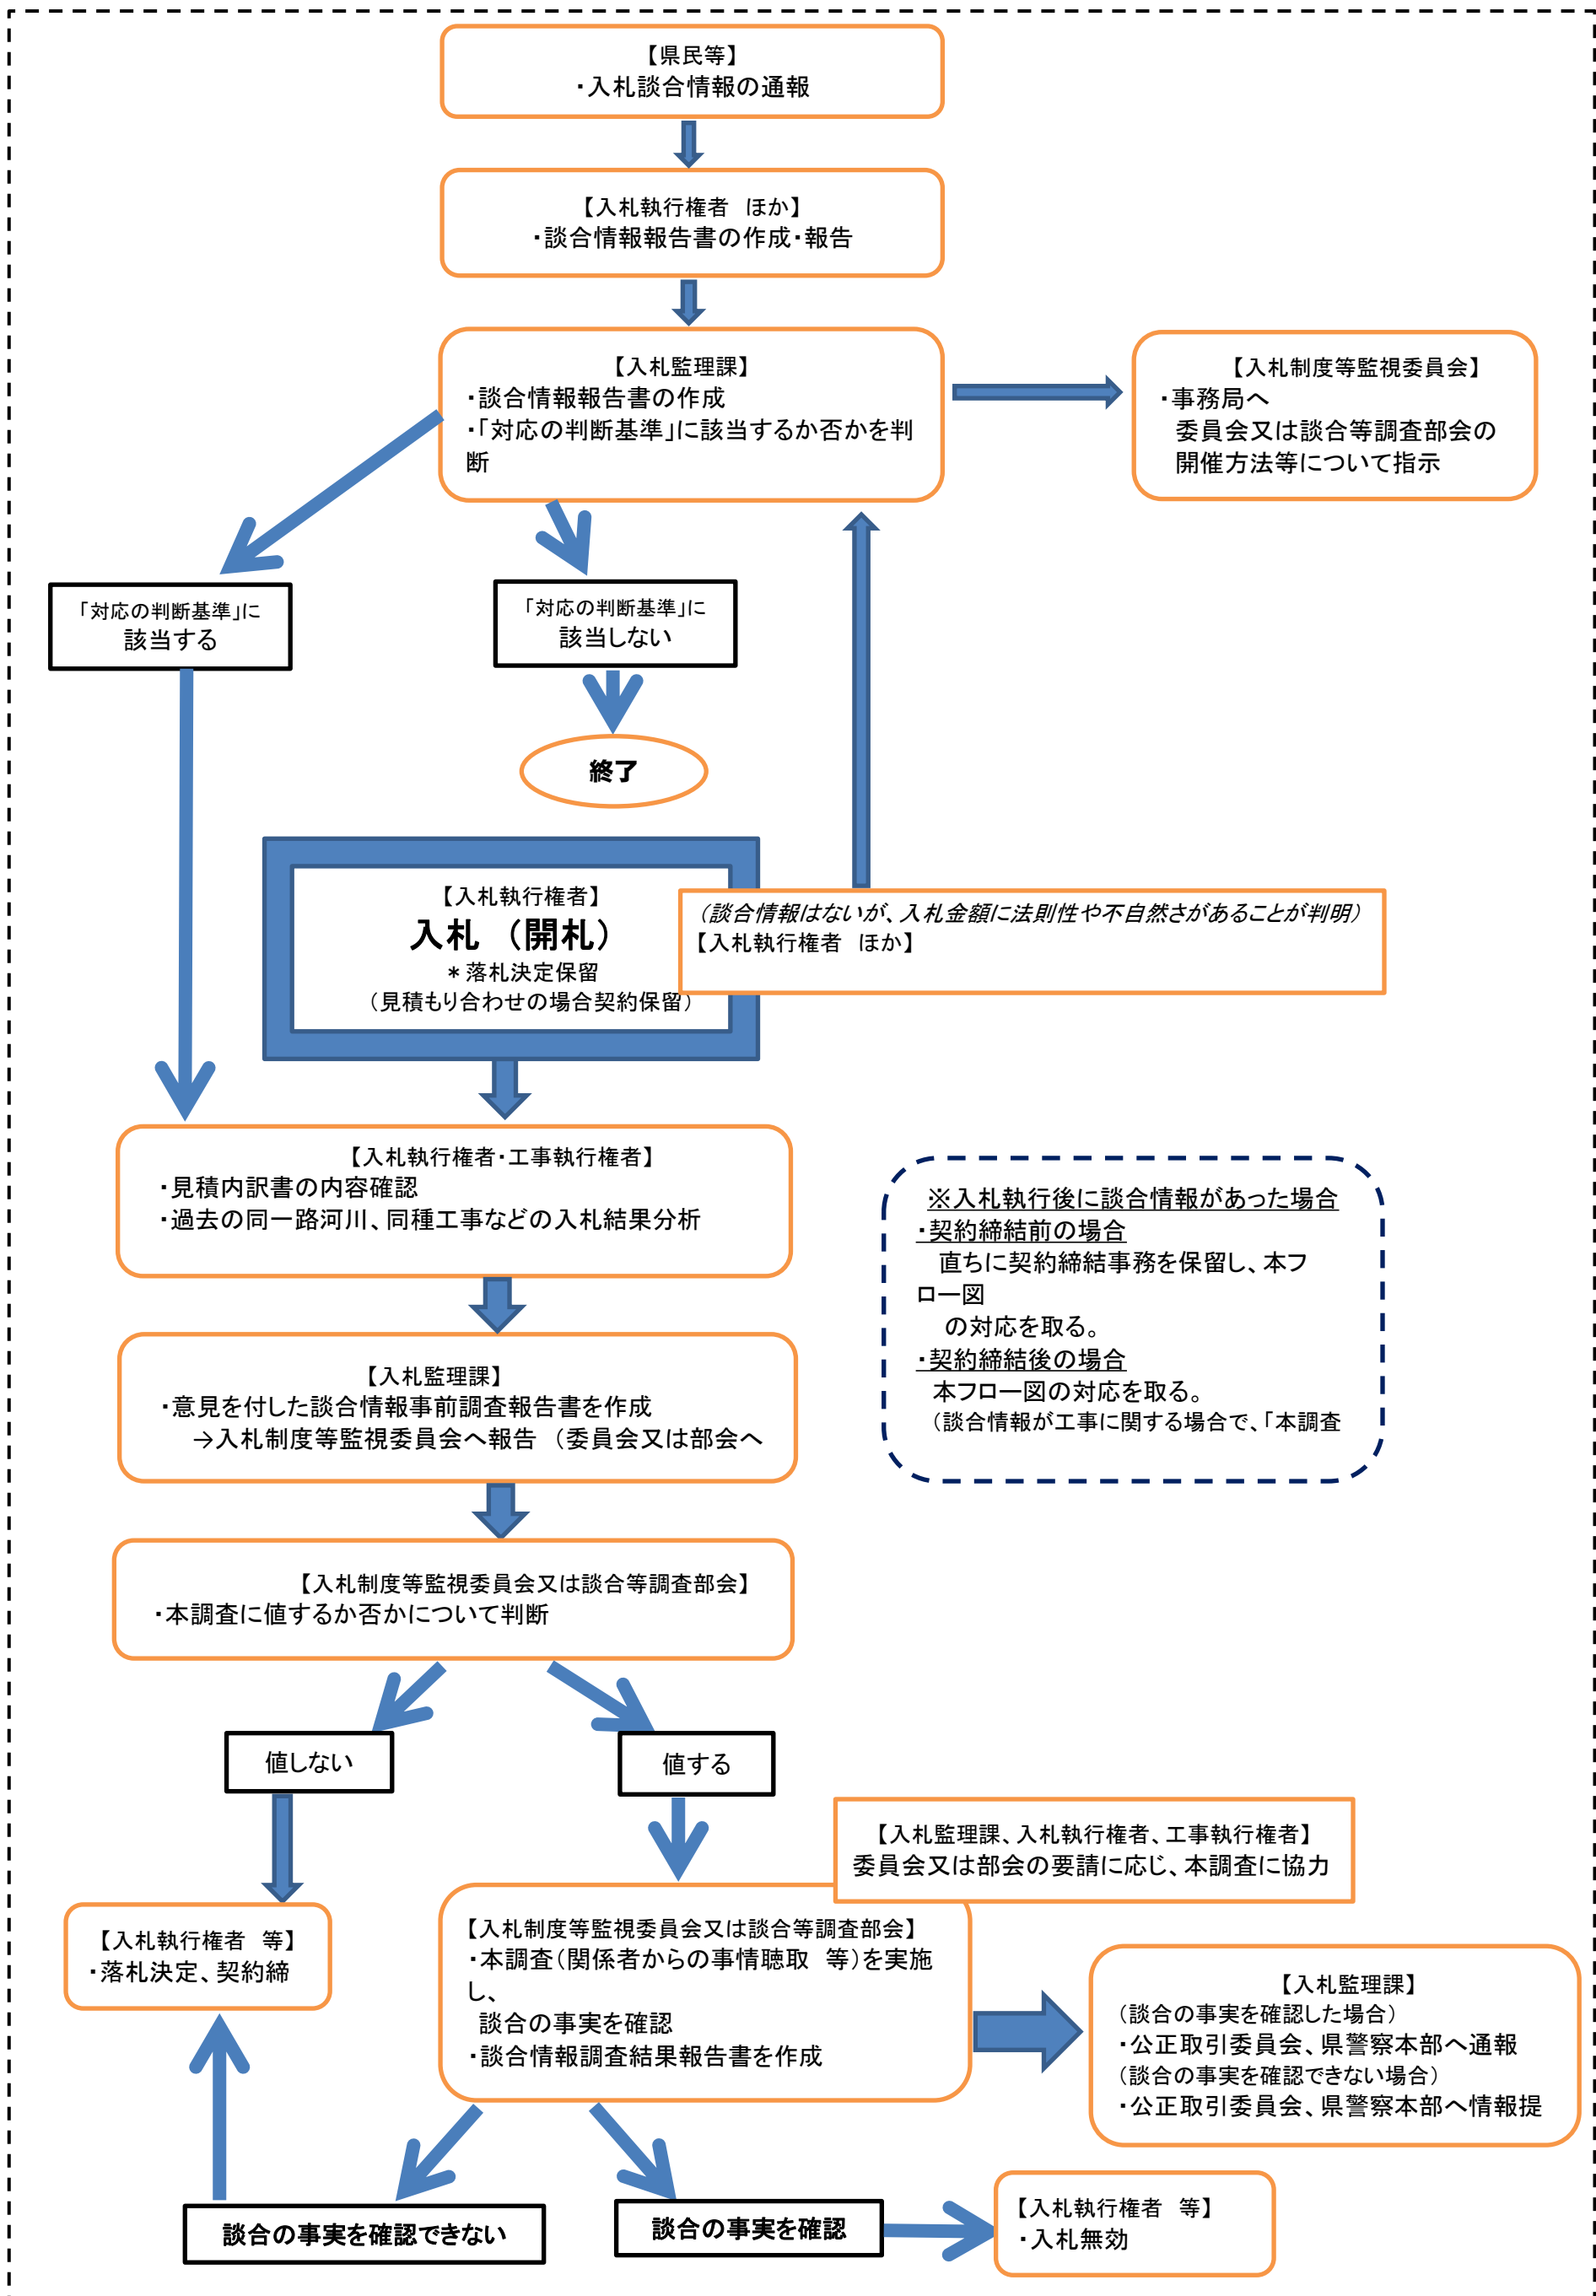 【県民等】
・入札談合情報の通報
【入札執行権者　ほか】
・談合情報報告書の作成・報告
【入札監理課】
・談合情報報告書の作成
・「対応の判断基準」に該当するか否かを判
断
【入札制度等監視委員会】
・事務局へ
委員会又は談合等調査部会の
開催方法等について指示
「対応の判断基準」に
該当する
「対応の判断基準」に
該当しない
終了
【入札執行権者】
入札　（開札）
＊落札決定保留
（見積もり合わせの場合契約保留）
（談合情報はないが、入札金額に法則性や不自然さがあることが判明）
【入札執行権者　ほか】
【入札執行権者・工事執行権者】
・見積内訳書の内容確認
・過去の同一路河川、同種工事などの入札結果分析
※入札執行後に談合情報があった場合
・契約締結前の場合
直ちに契約締結事務を保留し、本フ
ロー図
の対応を取る。
・契約締結後の場合
本フロー図の対応を取る。
（談合情報が工事に関する場合で、「本調査
【入札監理課】
・意見を付した談合情報事前調査報告書を作成
→入札制度等監視委員会へ報告　（委員会又は部会へ
【入札制度等監視委員会又は談合等調査部会】
・本調査に値するか否かについて判断
値しない
値する
【入札監理課、入札執行権者、工事執行権者】
委員会又は部会の要請に応じ、本調査に協力
【入札執行権者　等】
・落札決定、契約締
【入札制度等監視委員会又は談合等調査部会】
・本調査（関係者からの事情聴取　等）を実施
し、
談合の事実を確認
・談合情報調査結果報告書を作成
【入札監理課】
（談合の事実を確認した場合）
・公正取引委員会、県警察本部へ通報
（談合の事実を確認できない場合）
・公正取引委員会、県警察本部へ情報提
談合の事実を確認できない
談合の事実を確認
【入札執行権者　等】
・入札無効